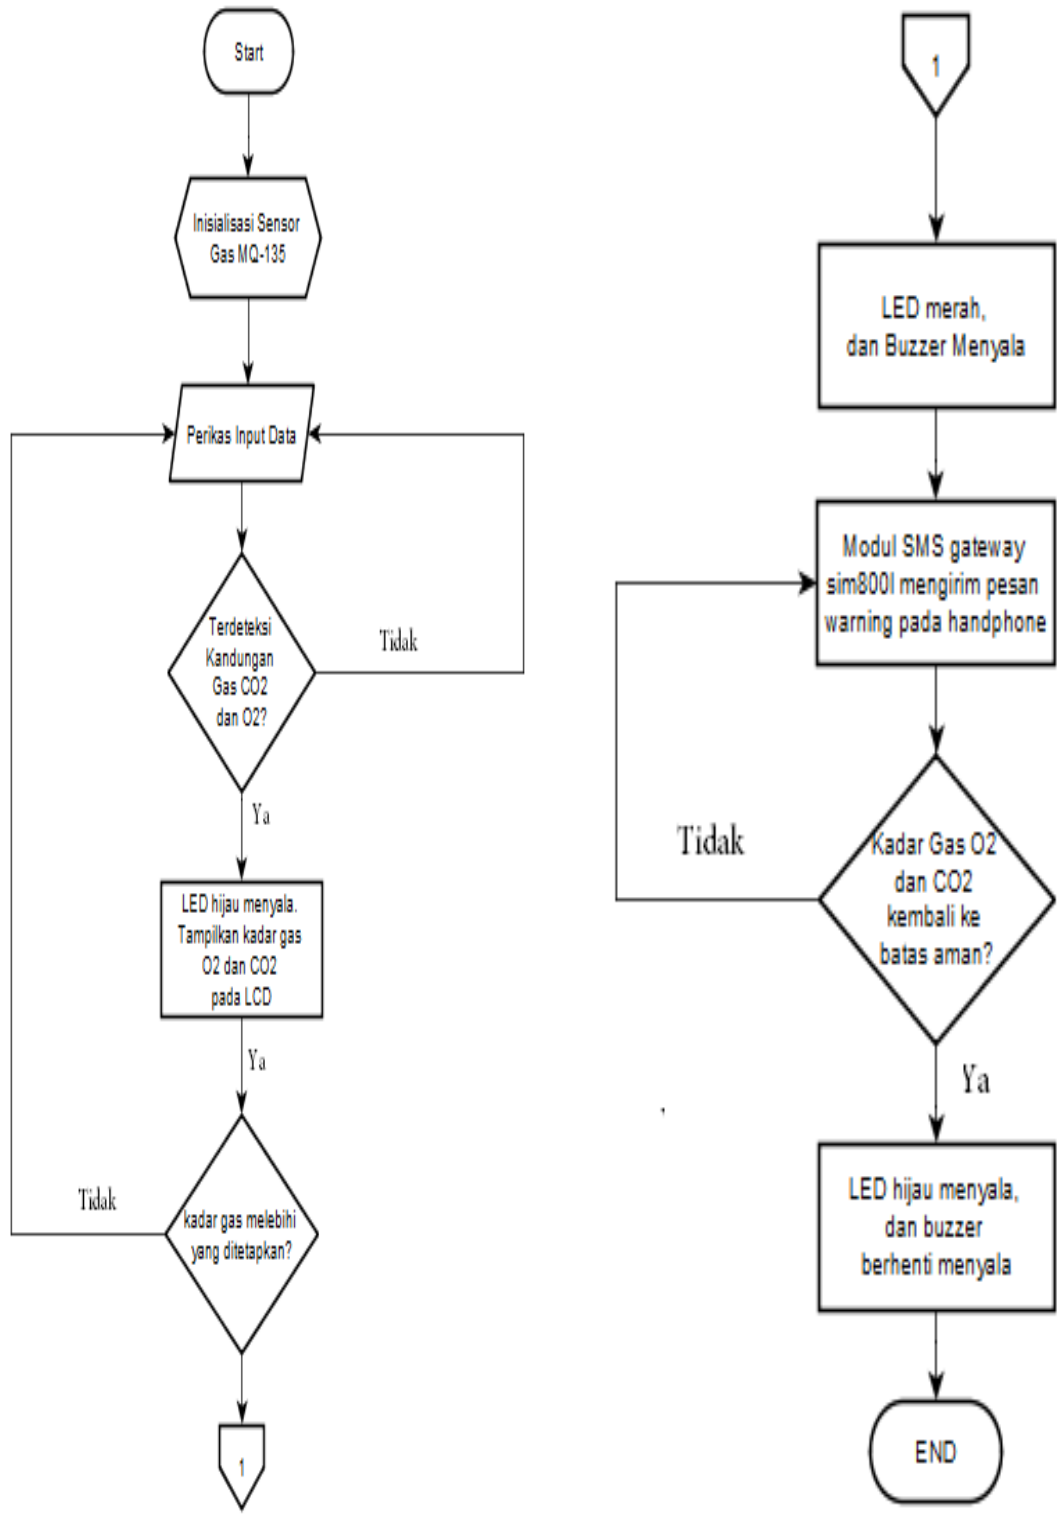 Start
Inisialisasi Sensor
Gas MQ-135
Perikas Input Data
Terdeteksi
Kandungan
Gas CO2
dan O2?
Tidak
Ya
LED hijau menyala.
Tampilkan kadar gas
O2 dan CO2
pada LCD
Ya
Tidak
kadar gas melebihi
yang ditetapkan?
1
1
LED merah,
dan Buzzer Menyala
Modul SMS gateway
sim800l mengirim pesan
warning pada handphone
Tidak
Kadar Gas O2
dan CO2
kembali ke
batas aman?
Ya
LED hijau menyala,
dan buzzer
berhenti menyala
END